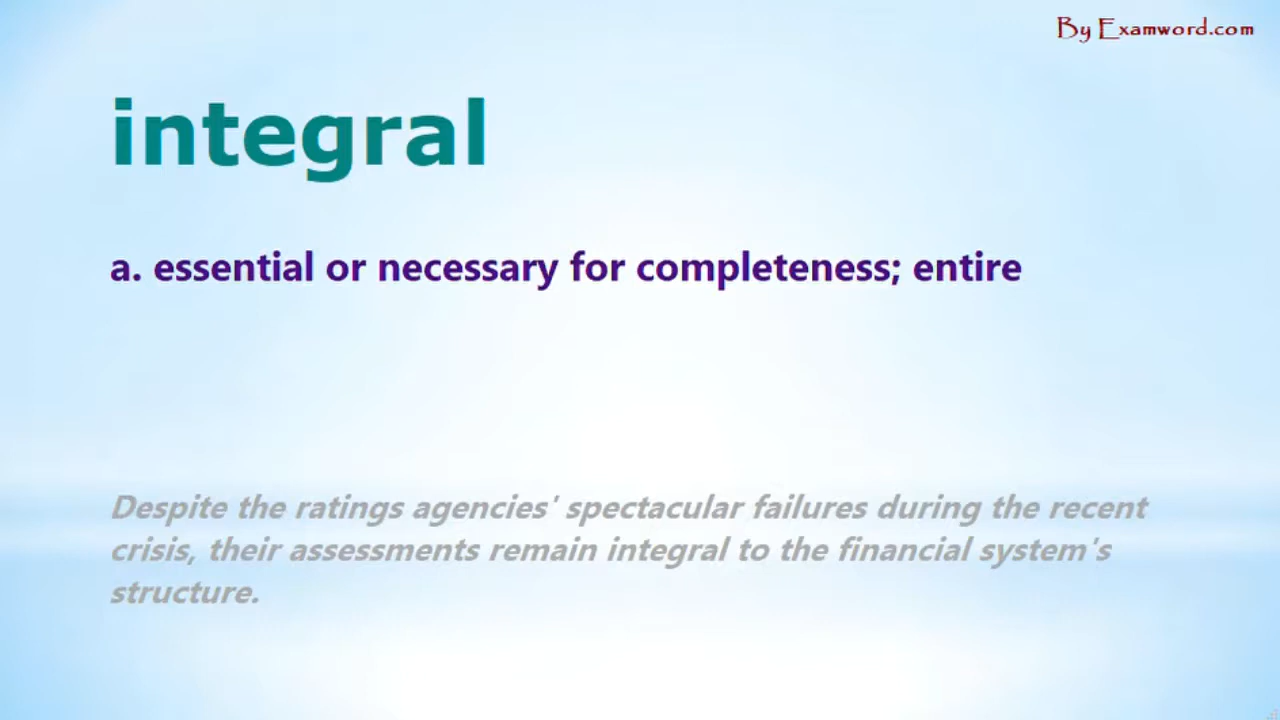 By Examword.com
integral
a. essential or necessary for completeness; entire
Despite the ratings agencies' spectacular failures during the recent
crisis, their assessments remain integral to the financial system's
structure.